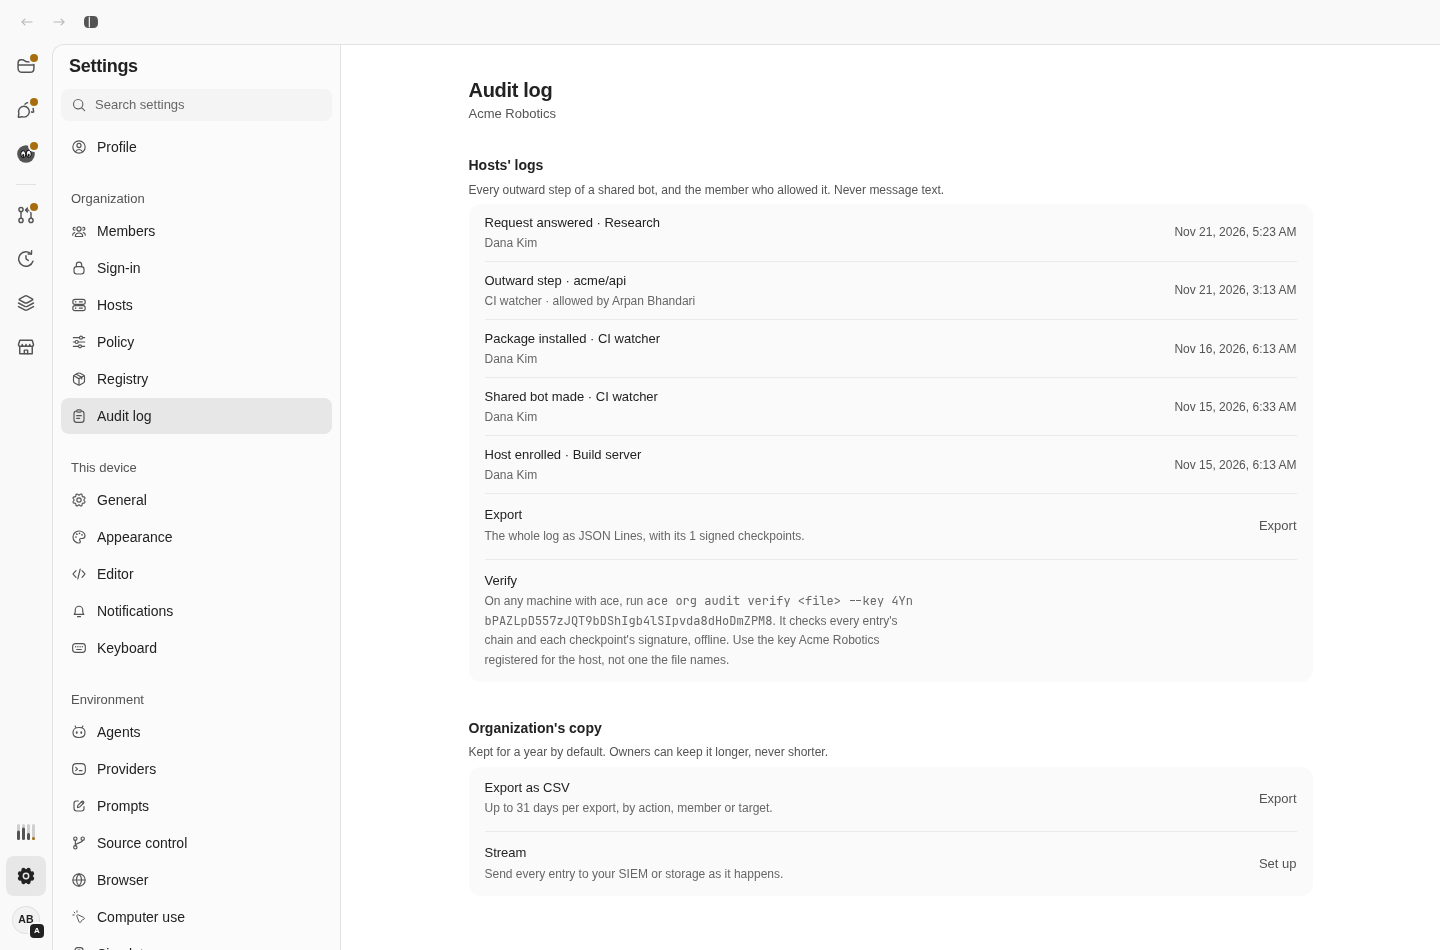 Settings
Search settings
Profile
Organization
Members
Sign-in
Hosts
Policy
Registry
Audit log
This device
General
Appearance
Editor
Notifications
Keyboard
Environment
Agents
Providers
Prompts
Source control
Browser
Computer use
AB
A
Audit log
Acme Robotics
Hosts' logs
Every outward step of a shared bot, and the member who allowed it. Never message text.
Request answered · Research
Dana Kim
Nov 21, 2026, 5:23 AM
Outward step · acme/api
CI watcher · allowed by Arpan Bhandari
Nov 21, 2026, 3:13 AM
Package installed · CI watcher
Dana Kim
Nov 16, 2026, 6:13 AM
Shared bot made · CI watcher
Dana Kim
Nov 15, 2026, 6:33 AM
Host enrolled · Build server
Dana Kim
Nov 15, 2026, 6:13 AM
Export
The whole log as JSON Lines, with its 1 signed checkpoints.
Export
Verify
On any machine with ace, run ace org audit verify <file> --key 4Yn
bPAZLpD557zJQT9bDShIgb4lSIpvda8dHoDmZPM8. It checks every entry's
chain and each checkpoint's signature, offline. Use the key Acme Robotics
registered for the host, not one the file names.
Organization's copy
Kept for a year by default. Owners can keep it longer, never shorter.
Export as CSV
Up to 31 days per export, by action, member or target.
Export
Stream
Send every entry to your SIEM or storage as it happens.
Set up